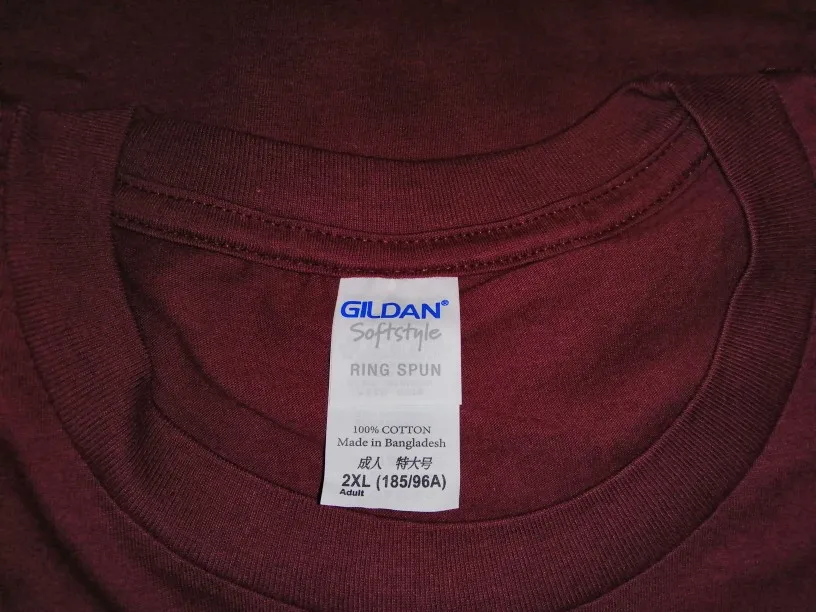 GILDAN®
Softstyle
RING SPUN
100% COTTON
Made in Bangladesh
成人 特大号
2XL (185/96A)
Adult